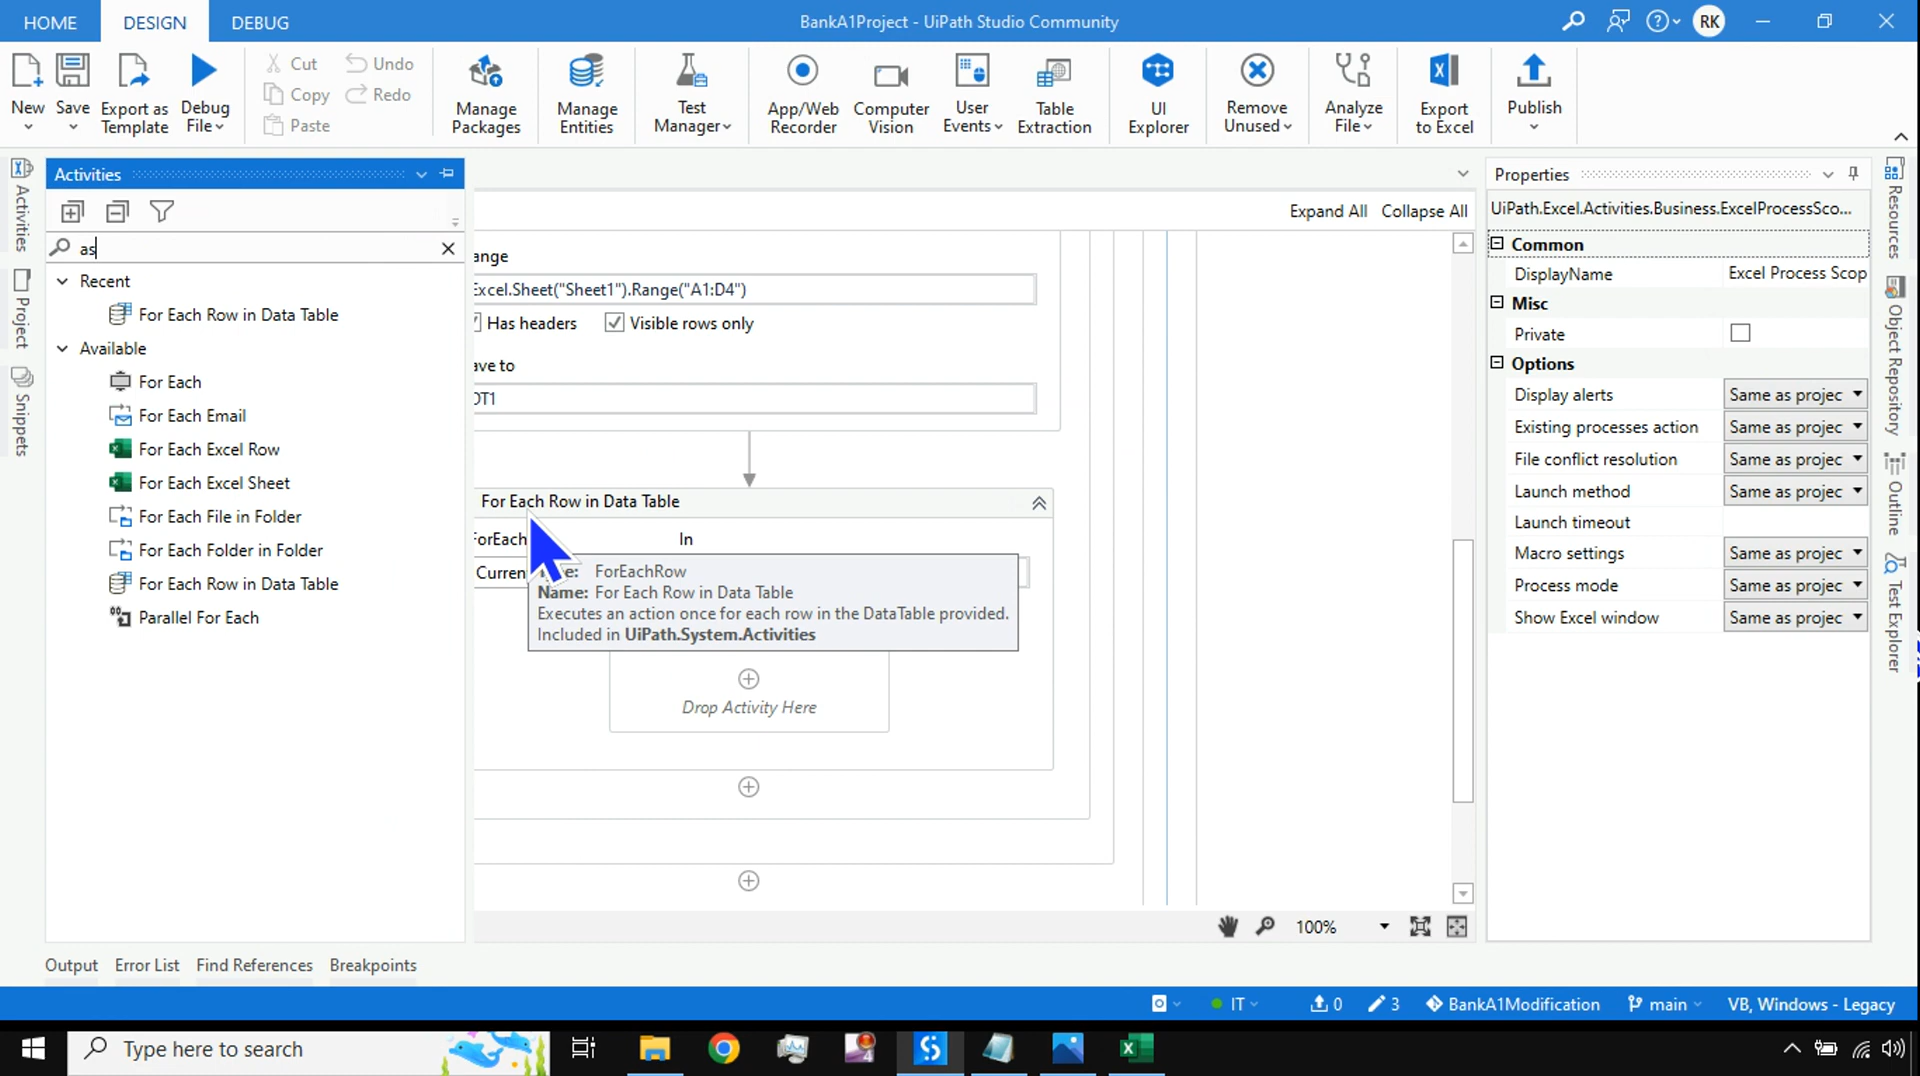 HOME DESIGN DEBUG BankA1Project - UiPath Studio Community RK
New Save Export as Template Debug File Cut Copy Paste Undo Redo Manage Packages Manage Entities Test Manager App/Web Recorder Computer Vision User Events Table Extraction UI Explorer Remove Unused Analyze File Export to Excel Publish
Activities
Project
Snippets
Activities
as
Recent
For Each Row in Data Table
Available
For Each
For Each Email
For Each Excel Row
For Each Excel Sheet
For Each File in Folder
For Each Folder in Folder
For Each Row in Data Table
Parallel For Each
Expand All Collapse All
ange
Excel.Sheet("Sheet1").Range("A1:D4")
Has headers Visible rows only
ave to
DT1
For Each Row in Data Table
ForEach In
Curren
ForEachRow
Name: For Each Row in Data Table
Executes an action once for each row in the DataTable provided.
Included in UiPath.System.Activities
Drop Activity Here
100%
Properties
UiPath.Excel.Activities.Business.ExcelProcessSco...
Common
DisplayName Excel Process Scop
Misc
Private
Options
Display alerts Same as projec
Existing processes action Same as projec
File conflict resolution Same as projec
Launch method Same as projec
Launch timeout
Macro settings Same as projec
Process mode Same as projec
Show Excel window Same as projec
Resources
Object Repository
Outline
Test Explorer
Output Error List Find References Breakpoints
IT 0 3 BankA1Modification main VB, Windows - Legacy
Type here to search